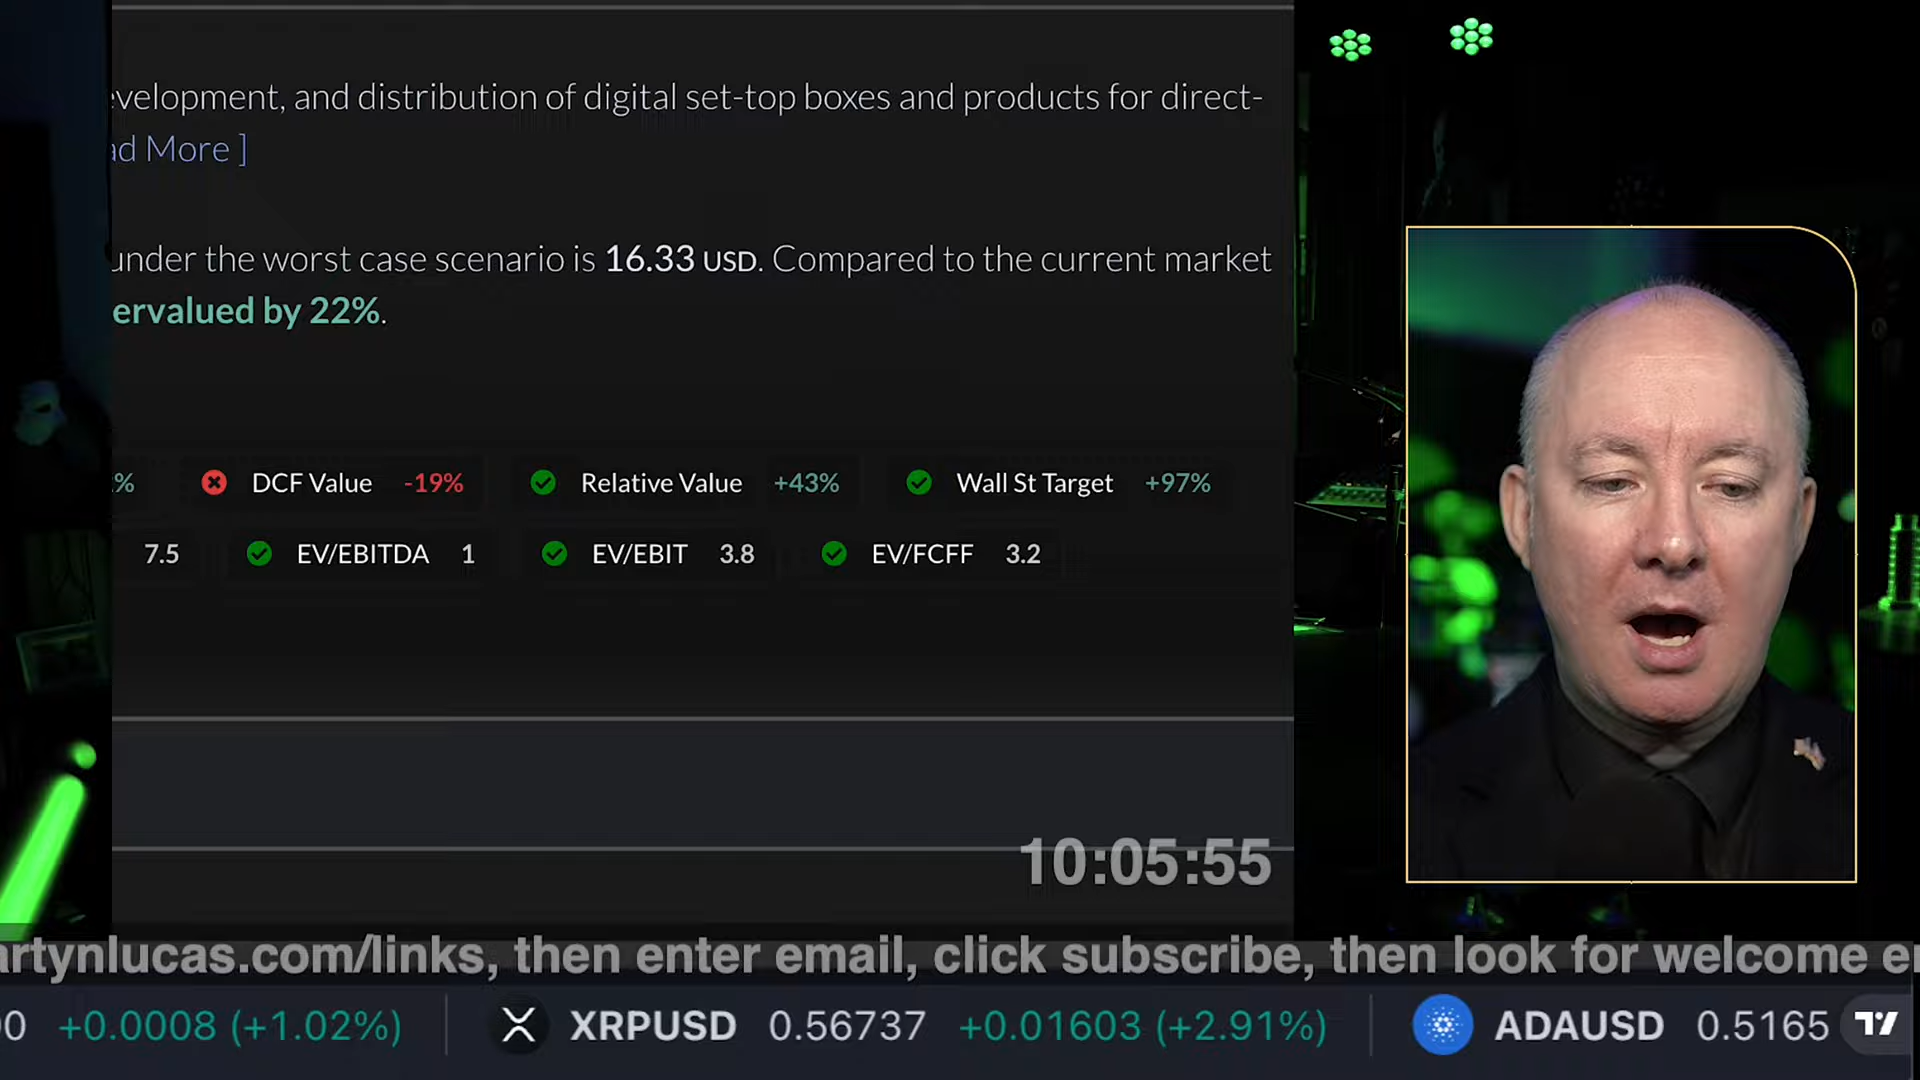 evelopment, and distribution of digital set-top boxes and products for direct-
ad More ]
under the worst case scenario is 16.33 USD. Compared to the current market
ervalued by 22%.
% DCF Value -19% Relative Value +43% Wall St Target +97%
7.5 EV/EBITDA 1 EV/EBIT 3.8 EV/FCFF 3.2
10:05:55
artynlucas.com/links, then enter email, click subscribe, then look for welcome e
00 +0.0008 (+1.02%) XRPUSD 0.56737 +0.01603 (+2.91%) ADAUSD 0.5165